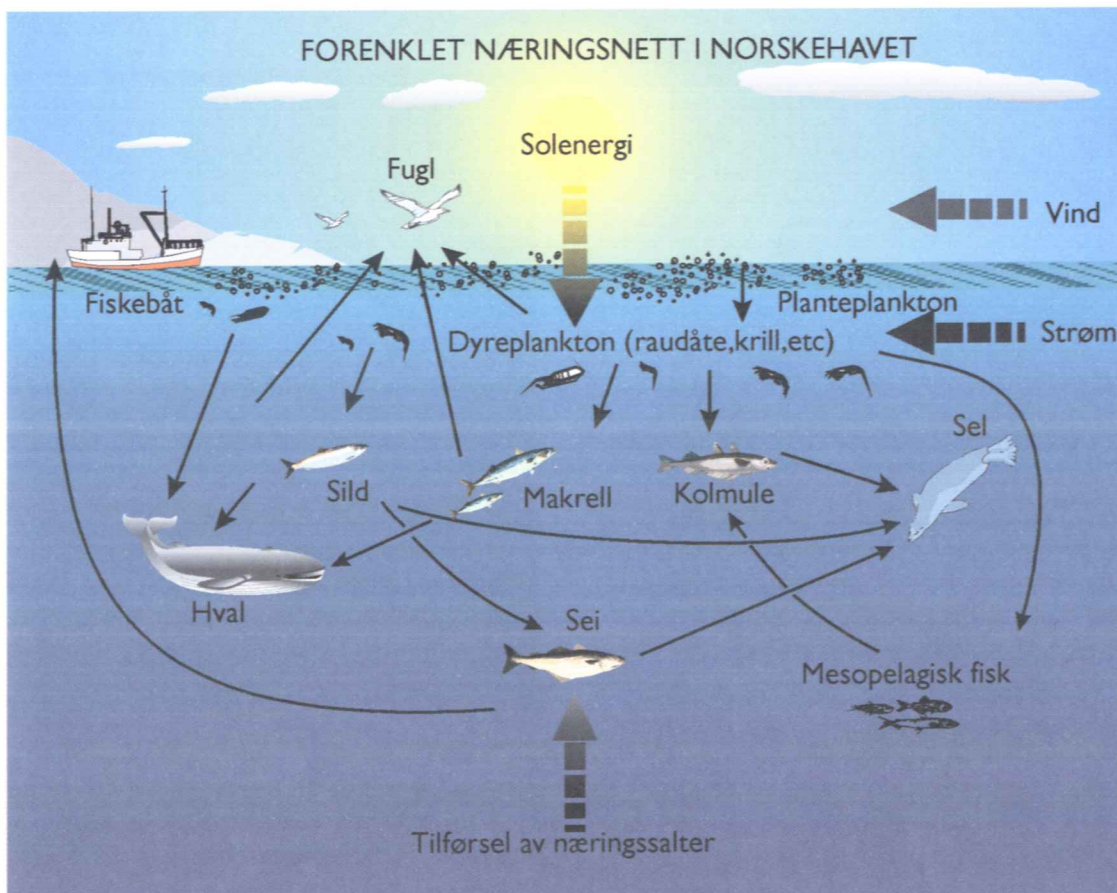 FORENKLET NÆRINGSNETT I NORSKEHAVET
Solenergi
Fugl
Vind
Fiskebåt
Planteplankton
Dyreplankton (raudåte,krill,etc)
Strøm
Sel
Sild
Makrell
Kolmule
Hval
Sei
Mesopelagisk fisk
Tilførsel av næringssalter